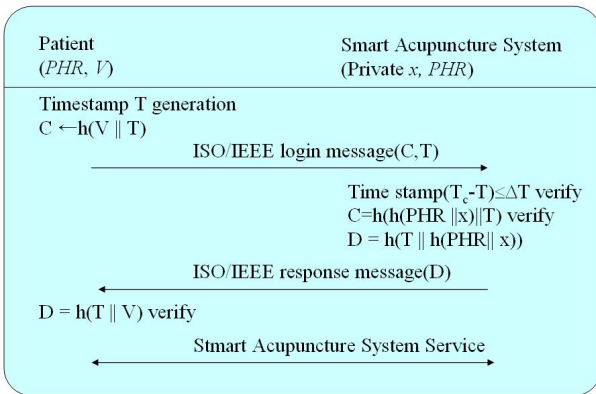 Patient
Smart Acupuncture System
(PHR, V)
(Private x, PHR)
Timestamp T generation
C ←h(V || T)
ISO/IEEE login message(C,T)
Time stamp(Tc-T)≤ΔT verify
C=h(h(PHR ||x)||T) verify
D = h(T || h(PHR|| x))
ISO/IEEE response message(D)
D = h(T || V) verify
Stmart Acupuncture System Service